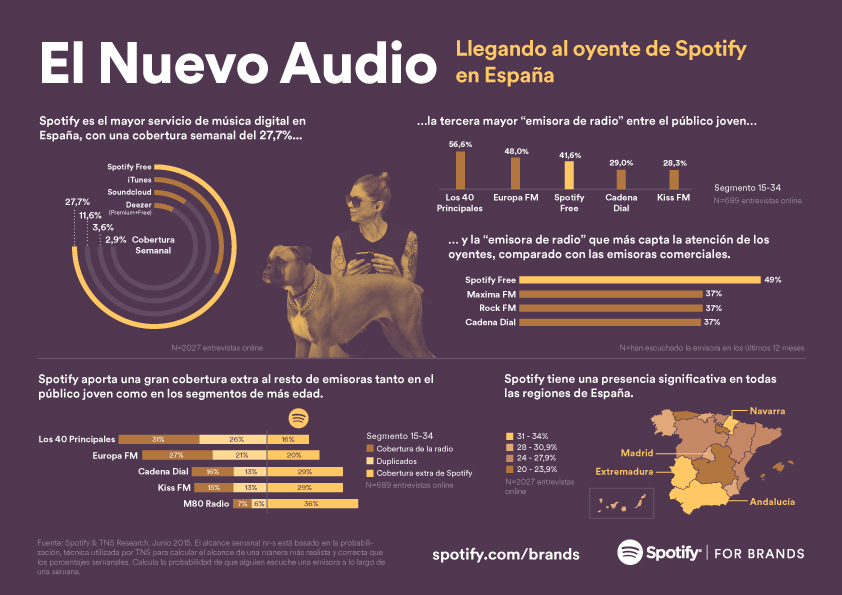 El Nuevo Audio
Llegando al oyente de Spotify
en España
Spotify es el mayor servicio de música digital en
España, con una cobertura semanal del 27,7%...
Spotify Free
iTunes
Soundcloud
Deezer
(Premium+Free)
27,7%
11,6%
3,6%
2,9%
Cobertura
Semanal
N=2027 entrevistas online
...la tercera mayor “emisora de radio” entre el público joven...
56,6%
48,0%
41,6%
29,0%
28,3%
Los 40
Principales
Europa FM
Spotify
Free
Cadena
Dial
Kiss FM
Segmento 15-34
N=689 entrevistas online
... y la “emisora de radio” que más capta la atención de los
oyentes, comparado con las emisoras comerciales.
Spotify Free 49%
Maxima FM 37%
Rock FM 37%
Cadena Dial 37%
N=han escuchado la emisora en los últimos 12 meses
Spotify aporta una gran cobertura extra al resto de emisoras tanto en el
público joven como en los segmentos de más edad.
Los 40 Principales 31% 26% 16%
Europa FM 27% 21% 20%
Cadena Dial 16% 13% 29%
Kiss FM 15% 13% 29%
M80 Radio 7% 6% 36%
Segmento 15-34
Cobertura de la radio
Duplicados
Cobertura extra de Spotify
N=689 entrevistas online
Spotify tiene una presencia significativa en todas
las regiones de España.
31 - 34%
28 - 30,9%
24 - 27,9%
20 - 23,9%
N=2027 entrevistas
online
Navarra
Madrid
Extremadura
Andalucía
Fuente: Spotify & TNS Research, Junio 2015. El alcance semanal nr-s está basado en la probabili-
zación, técnica utilizada por TNS para calcular el alcance de una manera más realista y correcta que
los porcentajes semanales. Calcula la probabilidad de que alguien escuche una emisora a lo largo de
una semana.
spotify.com/brands
Spotify | FOR BRANDS